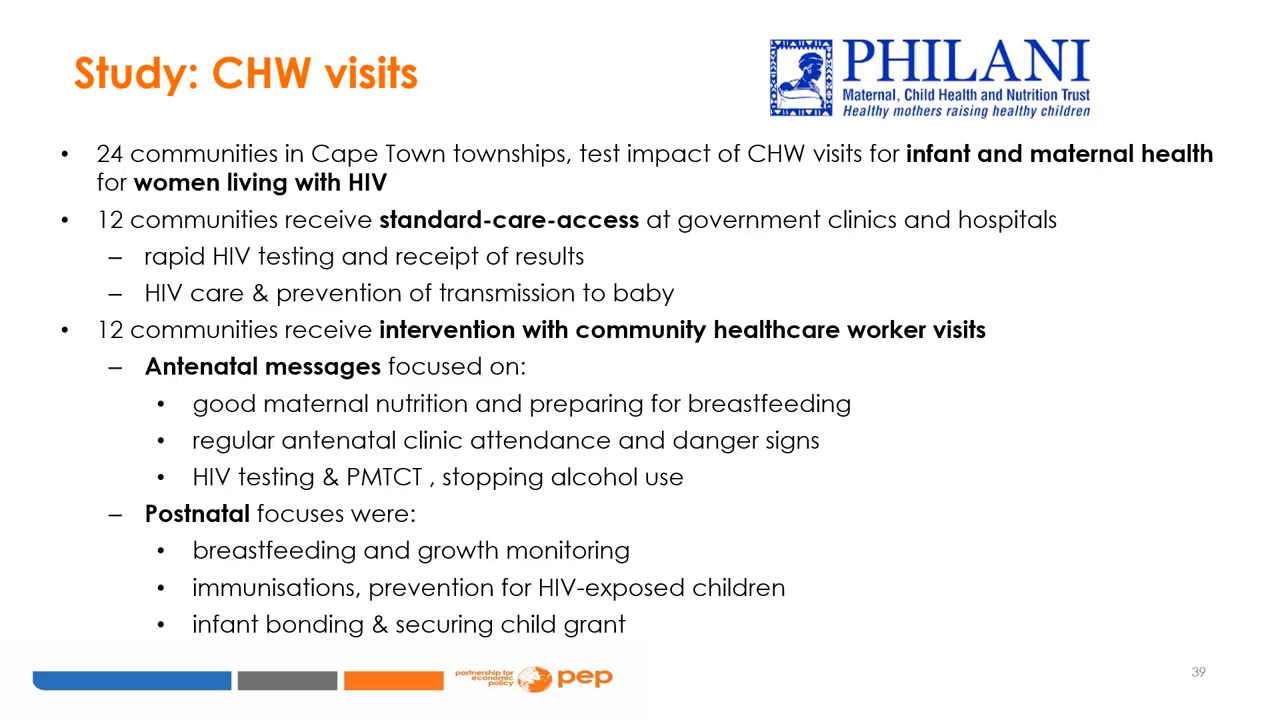 Study: CHW visits
PHILANI
Maternal, Child Health and Nutrition Trust
Healthy mothers raising healthy children
• 24 communities in Cape Town townships, test impact of CHW visits for infant and maternal health
for women living with HIV
• 12 communities receive standard-care-access at government clinics and hospitals
– rapid HIV testing and receipt of results
– HIV care & prevention of transmission to baby
• 12 communities receive intervention with community healthcare worker visits
– Antenatal messages focused on:
• good maternal nutrition and preparing for breastfeeding
• regular antenatal clinic attendance and danger signs
• HIV testing & PMTCT , stopping alcohol use
– Postnatal focuses were:
• breastfeeding and growth monitoring
• immunisations, prevention for HIV-exposed children
• infant bonding & securing child grant
partnership for
economic
policy
pep
39